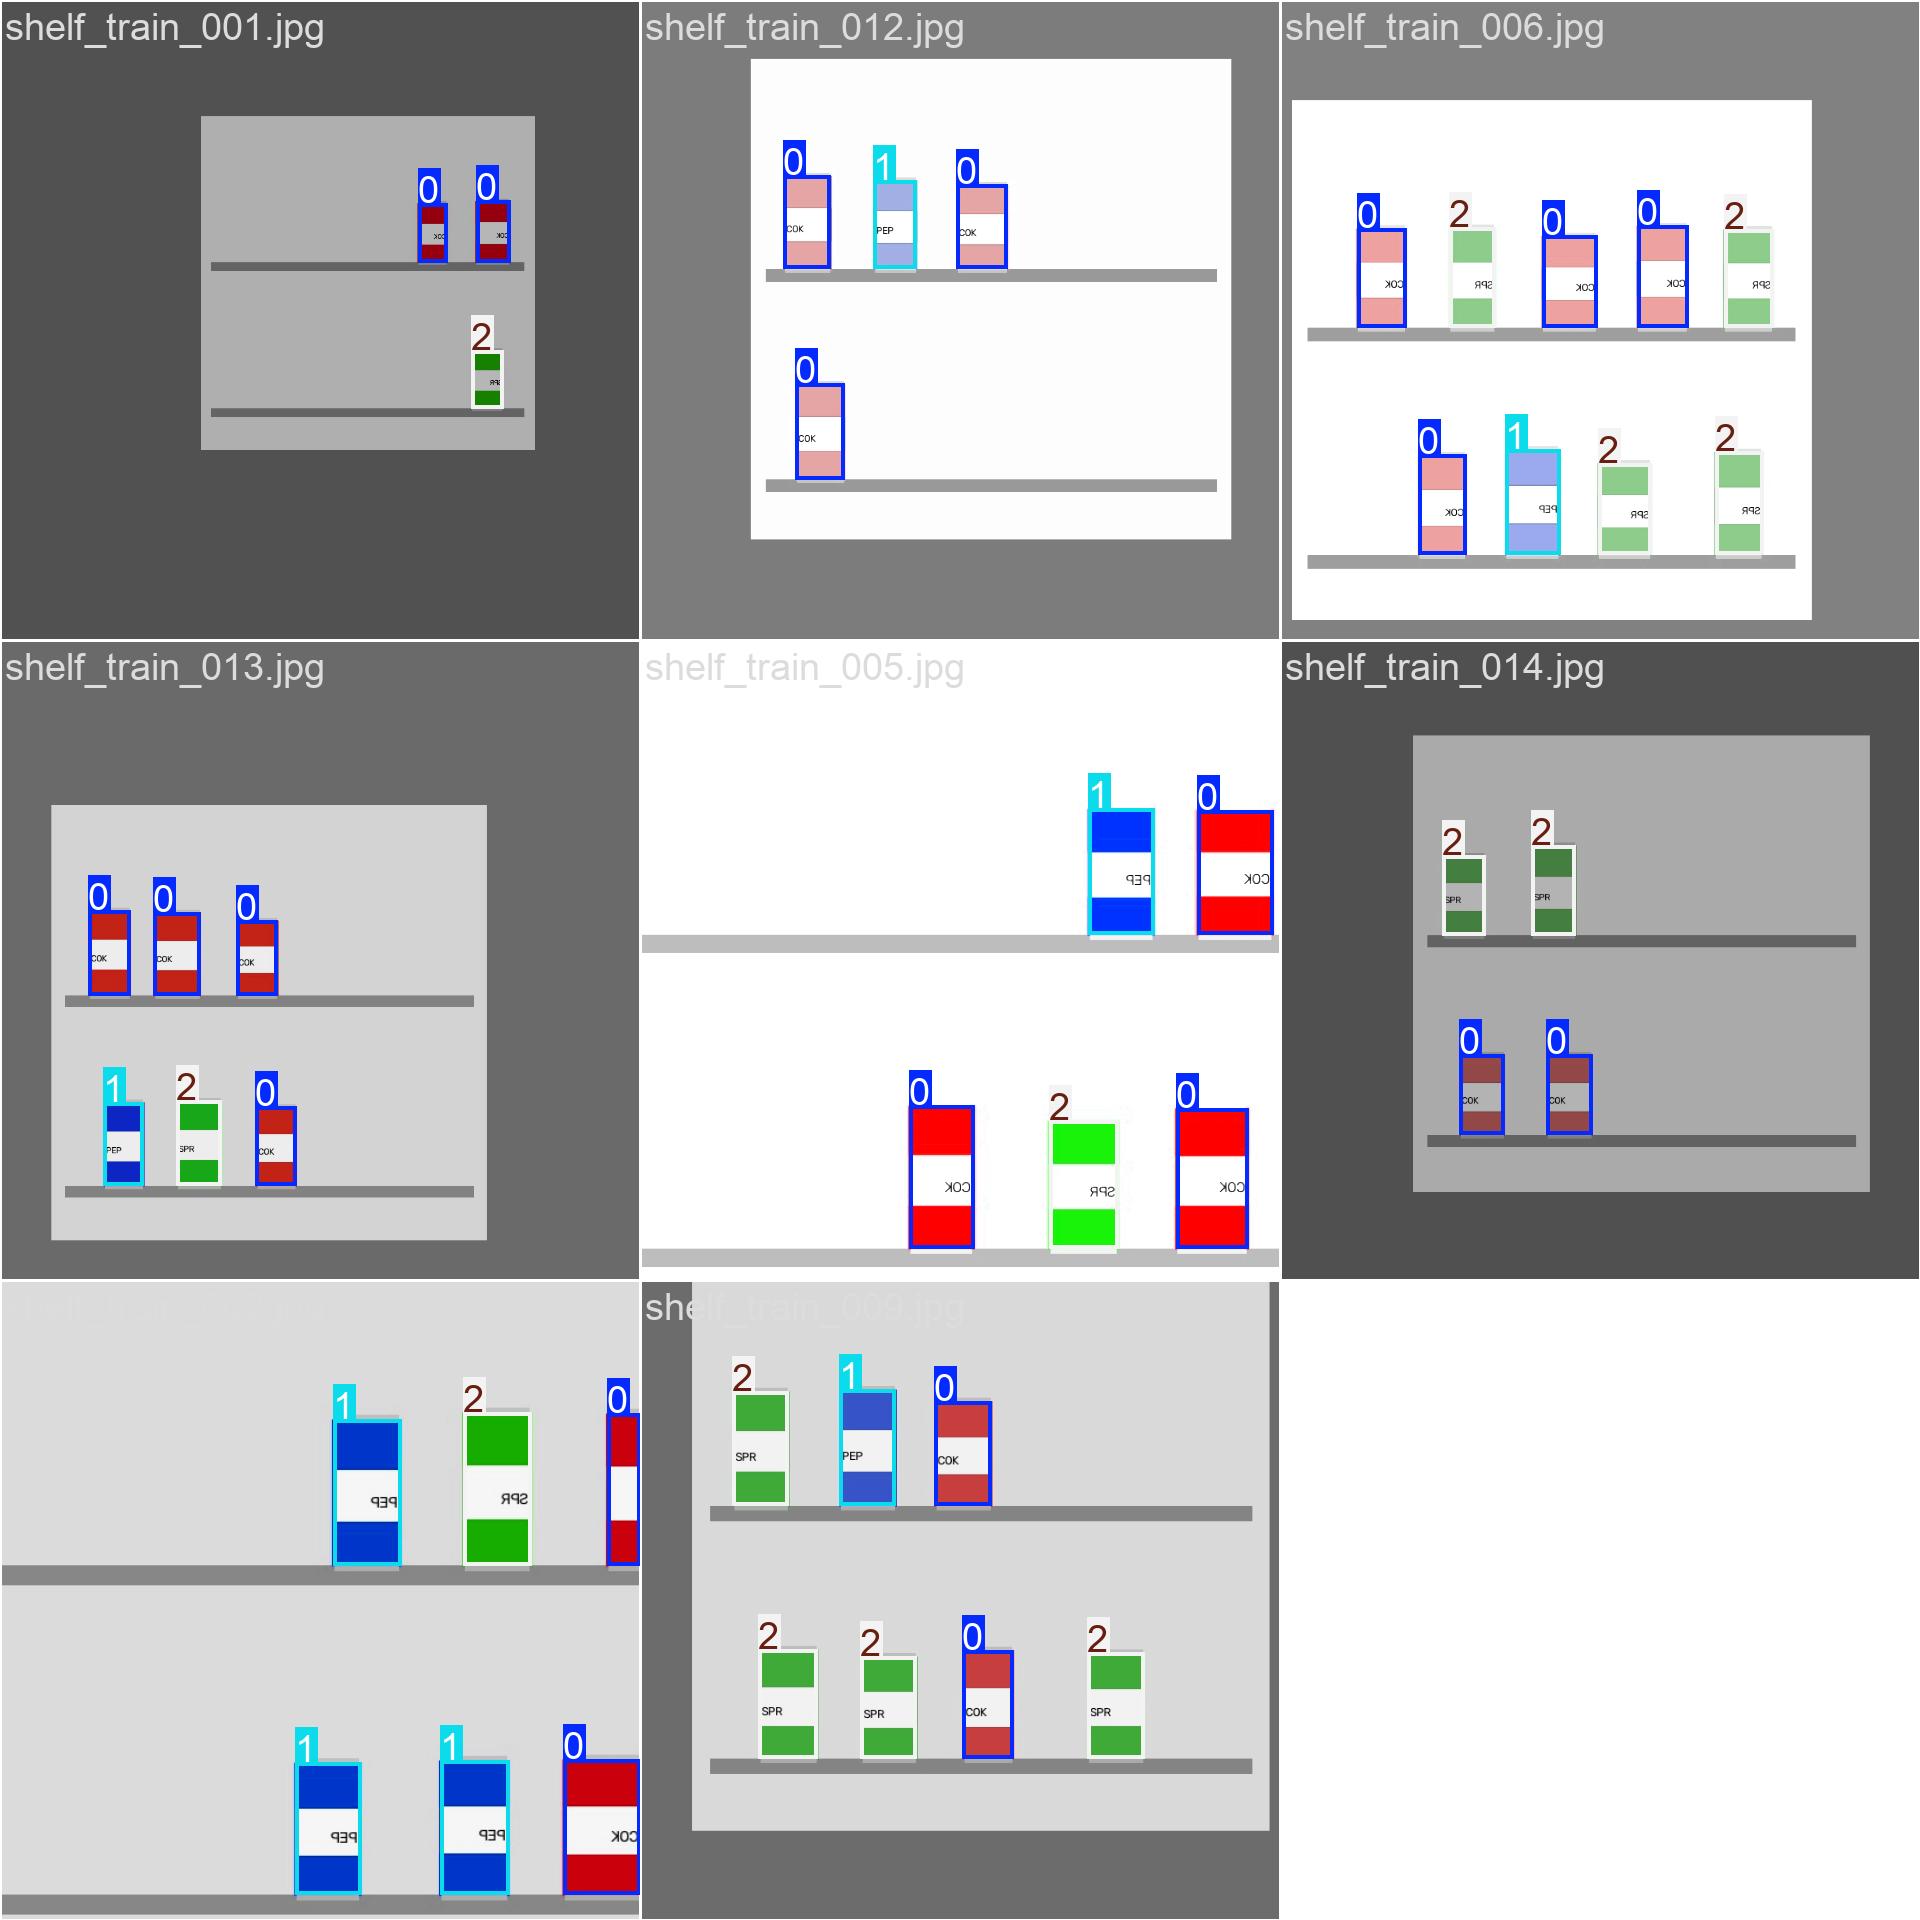 shelf_train_001.jpg
0 0
COK COK
2
SPR
shelf_train_012.jpg
0 1 0
COK PEP COK
0
COK
shelf_train_006.jpg
0 2 0 0 2
COK SPR COK COK SPR
0 1 2 2
COK PEP SPR SPR
shelf_train_013.jpg
0 0 0
COK COK COK
1 2 0
PEP SPR COK
shelf_train_005.jpg
1 0
PEP COK
0 2 0
COK SPR COK
shelf_train_014.jpg
2 2
SPR SPR
0 0
COK COK
1 2 0
PEP SPR
1 1 0
PEP PEP COK
shelf_train_009.jpg
2 1 0
SPR PEP COK
2 2 0 2
SPR SPR COK SPR